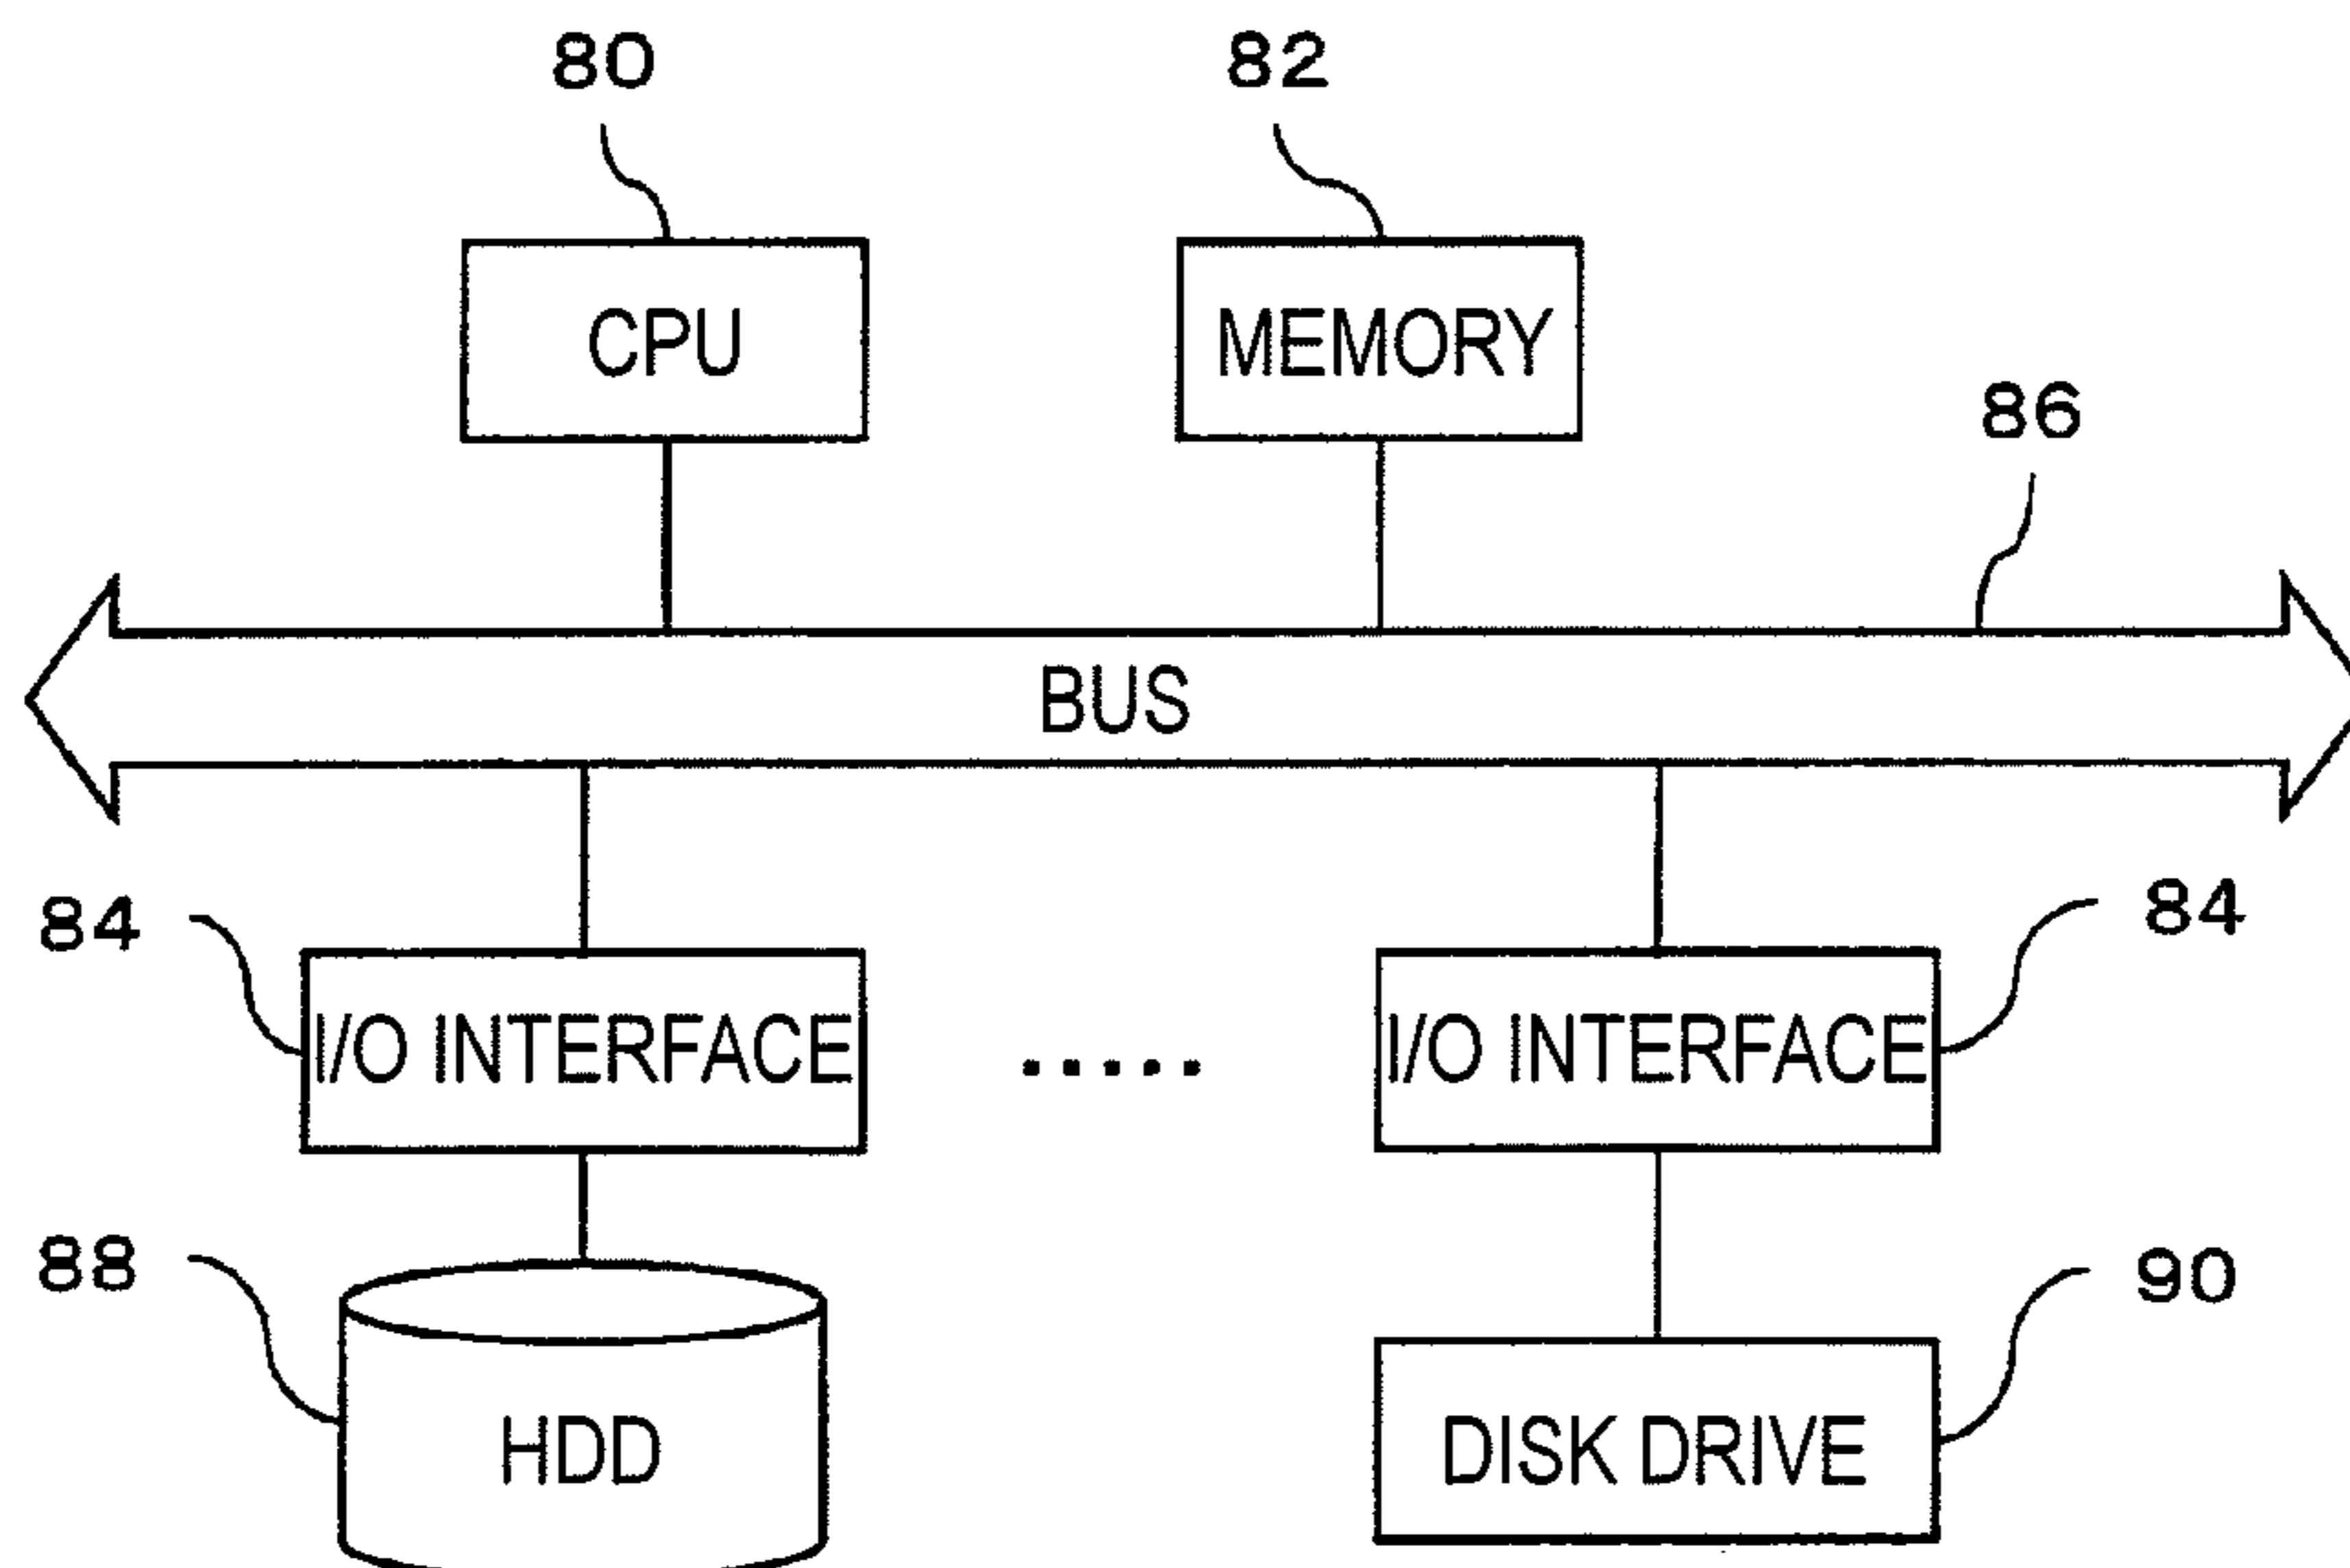 80
82
CPU
MEMORY
86
BUS
84
84
I/O INTERFACE
.....
I/O INTERFACE
88
90
HDD
DISK DRIVE